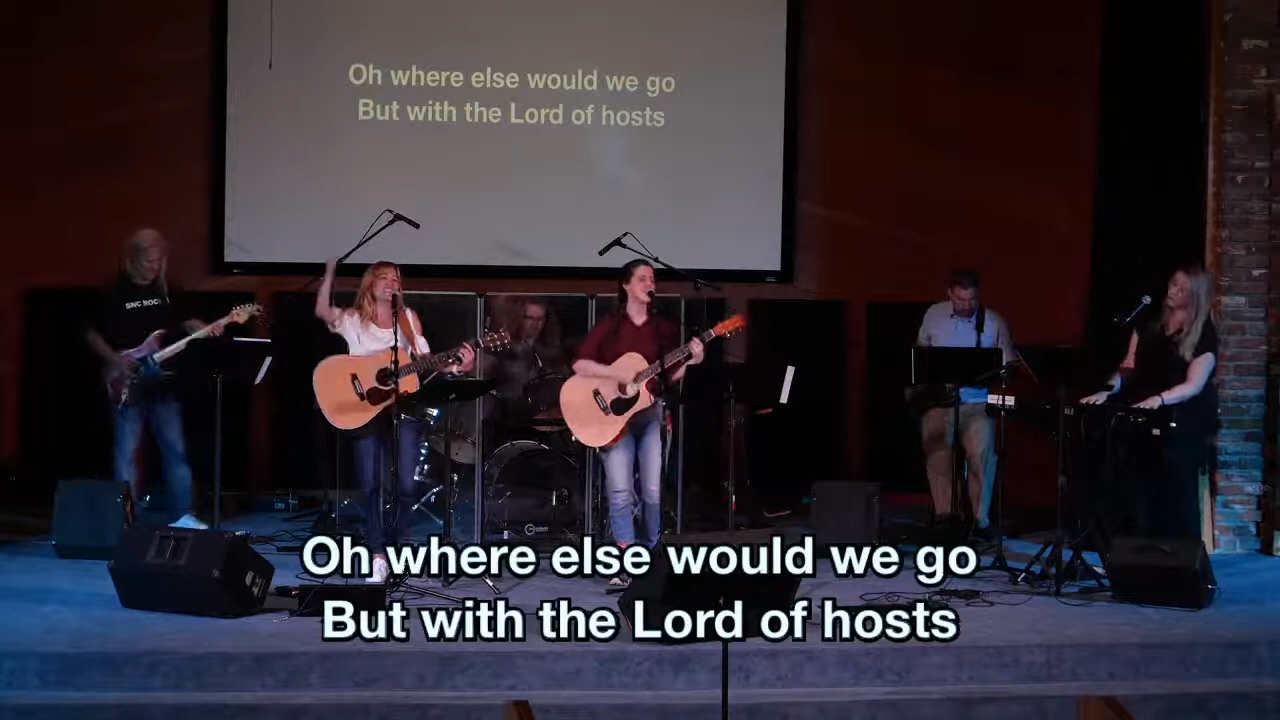 Oh where else would we go
But with the Lord of hosts
SNC ROCK
Oh where else would we go
But with the Lord of hosts